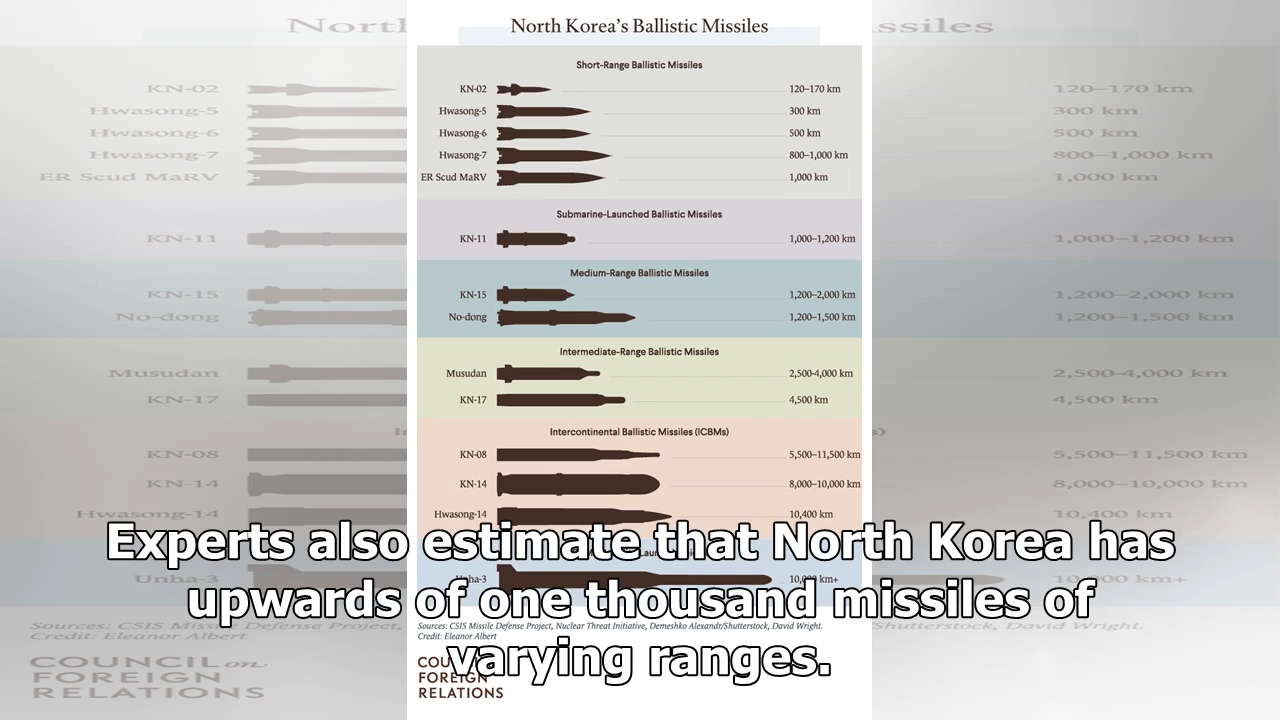 North Korea's Ballistic Missiles
Short-Range Ballistic Missiles
KN-02 120–170 km
Hwasong-5 300 km
Hwasong-6 500 km
Hwasong-7 800–1,000 km
ER Scud MaRV 1,000 km
Submarine-Launched Ballistic Missiles
KN-11 1,000–1,200 km
Medium-Range Ballistic Missiles
KN-15 1,200–2,000 km
No-dong 1,200–1,500 km
Intermediate-Range Ballistic Missiles
Musudan 2,500-4,000 km
KN-17 4,500 km
Intercontinental Ballistic Missiles (ICBMs)
KN-08 5,500–11,500 km
KN-14 8,000–10,000 km
Hwasong-14 10,400 km
Unha-3 10,000 km+
Experts also estimate that North Korea has
upwards of one thousand missiles of
varying ranges.
Sources: CSIS Missile Defense Project, Nuclear Threat Initiative, Demeshko Alexandr/Shutterstock, David Wright.
Credit: Eleanor Albert
COUNCIL on
FOREIGN
RELATIONS